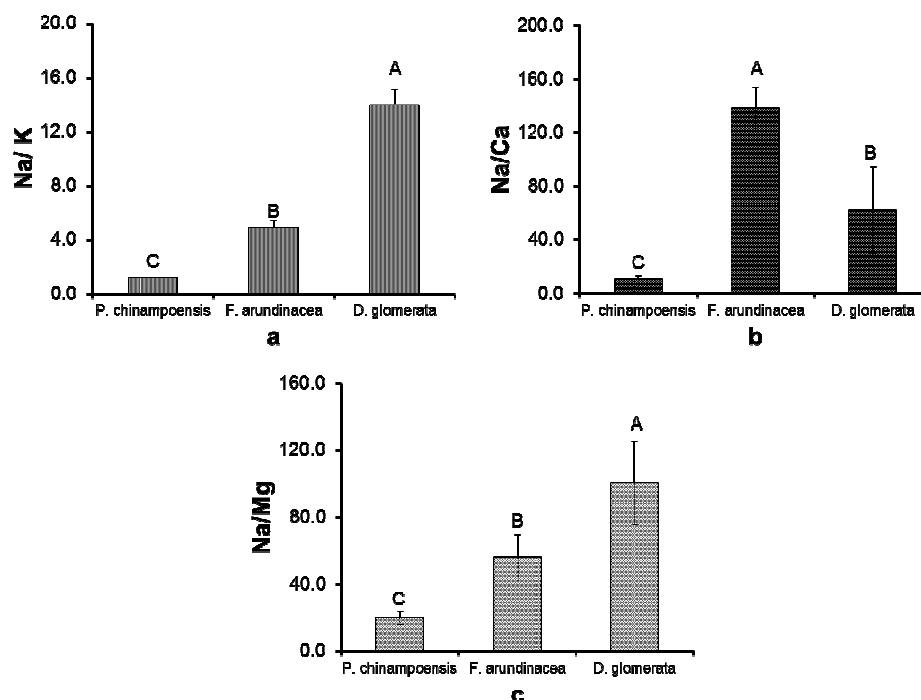 20.0
16.0
12.0
8.0
4.0
0.0
Na/ K
C
B
A
P. chinampoensis F. arundinacea D. glomerata
a
200.0
160.0
120.0
80.0
40.0
0.0
Na/Ca
C
A
B
P. chinampoensis F. arundinacea D. glomerata
b
160.0
120.0
80.0
40.0
0.0
Na/Mg
C
B
A
P. chinampoensis F. arundinacea D. glomerata
c